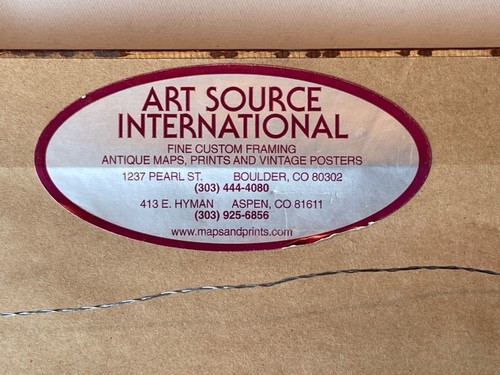 ART SOURCE
INTERNATIONAL
FINE CUSTOM FRAMING
ANTIQUE MAPS, PRINTS AND VINTAGE POSTERS
1237 PEARL ST. BOULDER, CO 80302
(303) 444-4080
413 E. HYMAN ASPEN, CO 81611
(303) 925-6856
www.mapsandprints.com